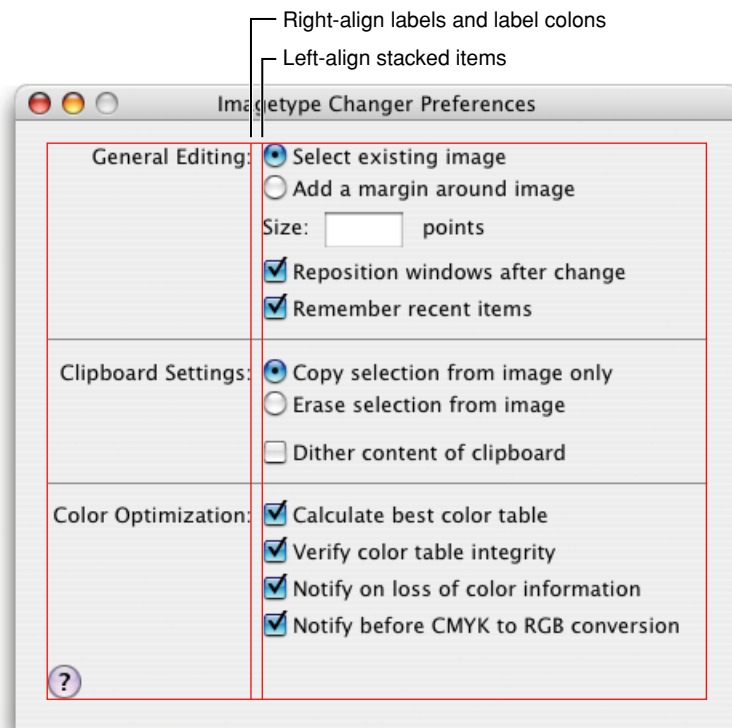 Right-align labels and label colons
Left-align stacked items
Imagetype Changer Preferences
General Editing: Select existing image
Add a margin around image
Size: points
Reposition windows after change
Remember recent items
Clipboard Settings: Copy selection from image only
Erase selection from image
Dither content of clipboard
Color Optimization: Calculate best color table
Verify color table integrity
Notify on loss of color information
Notify before CMYK to RGB conversion
?